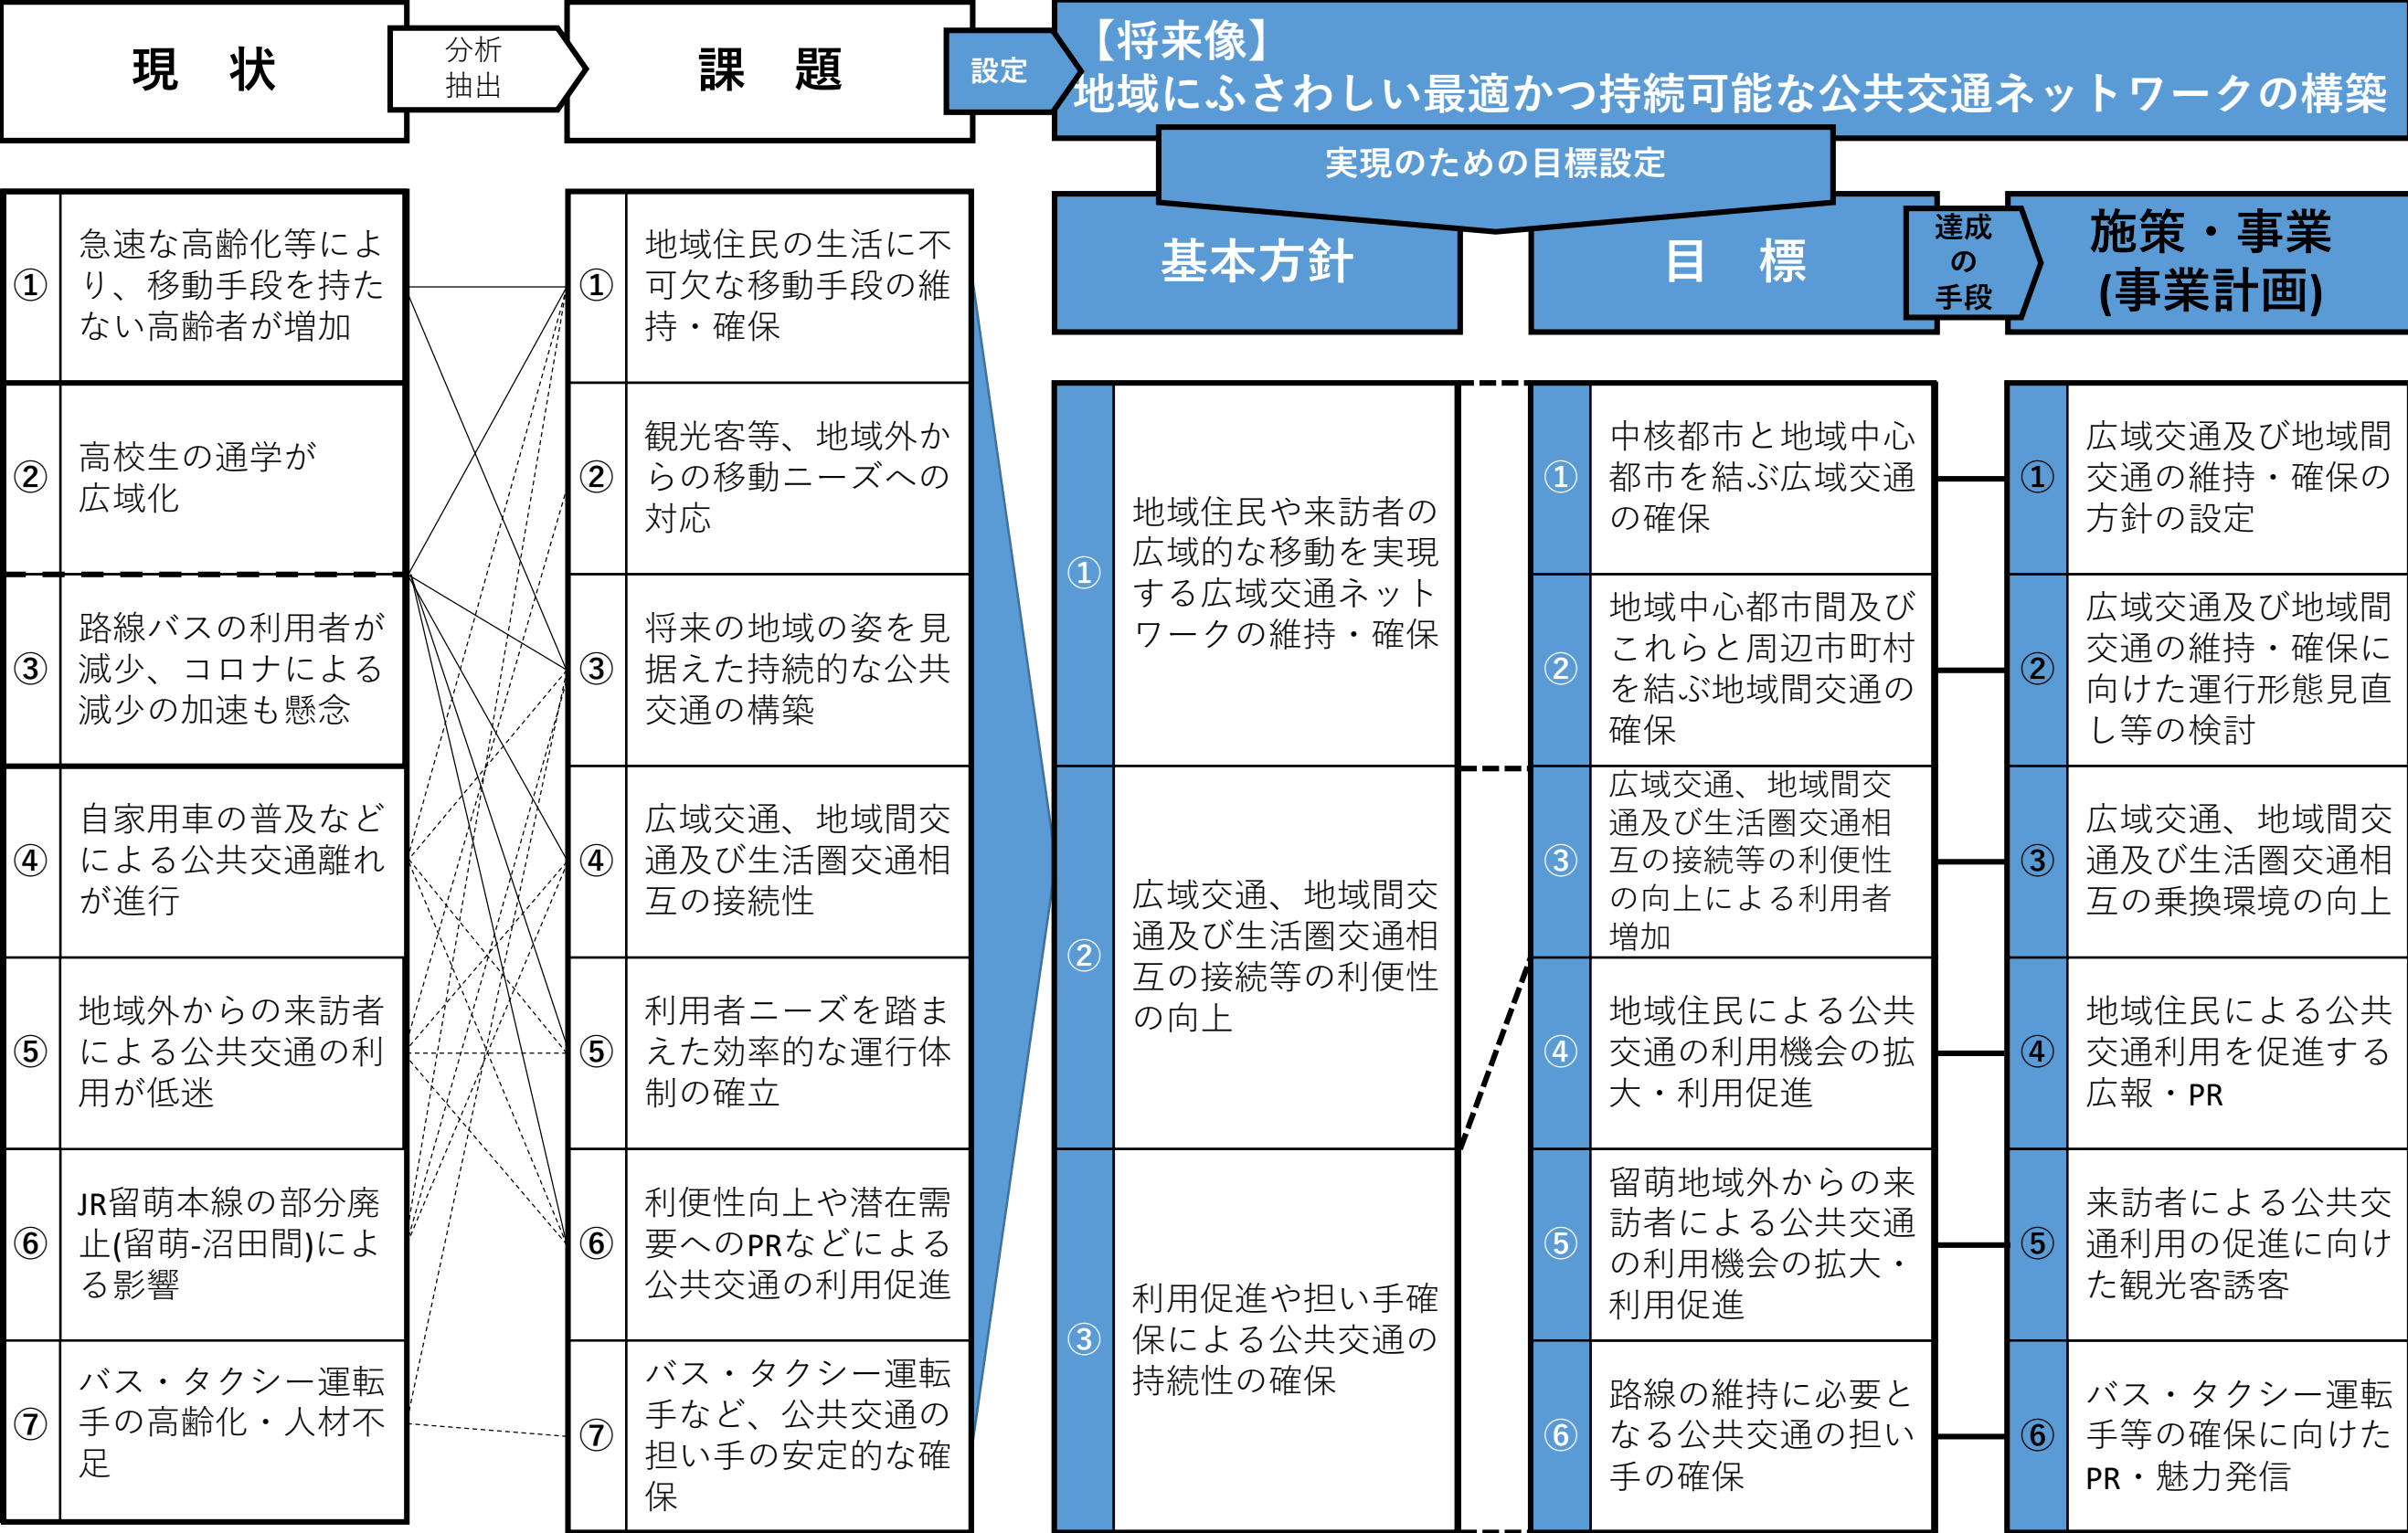 現　状
分析
抽出
課　題
設定
【将来像】
地域にふさわしい最適かつ持続可能な公共交通ネットワークの構築
実現のための目標設定
基本方針
目　標
達成
の
手段
施策・事業
(事業計画)
①
急速な高齢化等によ
り、移動手段を持た
ない高齢者が増加
②
高校生の通学が
広域化
③
路線バスの利用者が
減少、コロナによる
減少の加速も懸念
④
自家用車の普及など
による公共交通離れ
が進行
⑤
地域外からの来訪者
による公共交通の利
用が低迷
⑥
JR留萌本線の部分廃
止(留萌-沼田間)によ
る影響
⑦
バス・タクシー運転
手の高齢化・人材不
足
①
地域住民の生活に不
可欠な移動手段の維
持・確保
②
観光客等、地域外か
らの移動ニーズへの
対応
③
将来の地域の姿を見
据えた持続的な公共
交通の構築
④
広域交通、地域間交
通及び生活圏交通相
互の接続性
⑤
利用者ニーズを踏ま
えた効率的な運行体
制の確立
⑥
利便性向上や潜在需
要へのPRなどによる
公共交通の利用促進
⑦
バス・タクシー運転
手など、公共交通の
担い手の安定的な確
保
①
地域住民や来訪者の
広域的な移動を実現
する広域交通ネット
ワークの維持・確保
②
広域交通、地域間交
通及び生活圏交通相
互の接続等の利便性
の向上
③
利用促進や担い手確
保による公共交通の
持続性の確保
①
中核都市と地域中心
都市を結ぶ広域交通
の確保
②
地域中心都市間及び
これらと周辺市町村
を結ぶ地域間交通の
確保
③
広域交通、地域間交
通及び生活圏交通相
互の接続等の利便性
の向上による利用者
増加
④
地域住民による公共
交通の利用機会の拡
大・利用促進
⑤
留萌地域外からの来
訪者による公共交通
の利用機会の拡大・
利用促進
⑥
路線の維持に必要と
なる公共交通の担い
手の確保
①
広域交通及び地域間
交通の維持・確保の
方針の設定
②
広域交通及び地域間
交通の維持・確保に
向けた運行形態見直
し等の検討
③
広域交通、地域間交
通及び生活圏交通相
互の乗換環境の向上
④
地域住民による公共
交通利用を促進する
広報・PR
⑤
来訪者による公共交
通利用の促進に向け
た観光客誘客
⑥
バス・タクシー運転
手等の確保に向けた
PR・魅力発信